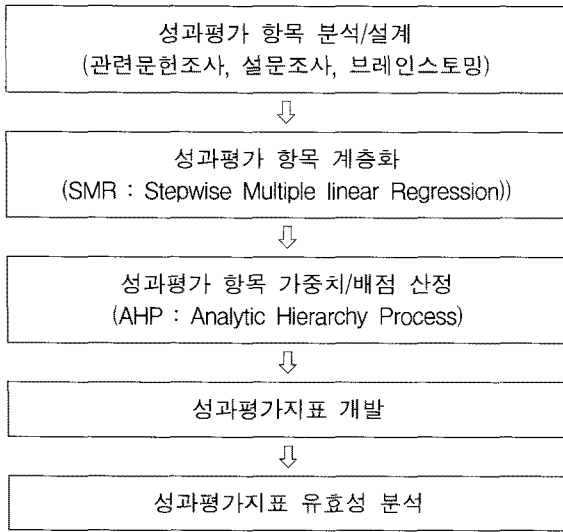 성과평가 항목 분석/설계
(관련문헌조사, 설문조사, 브레인스토밍)
성과평가 항목 계층화
(SMR : Stepwise Multiple linear Regression))
성과평가 항목 가중치/배점 산정
(AHP : Analytic Hierarchy Process)
성과평가지표 개발
성과평가지표 유효성 분석